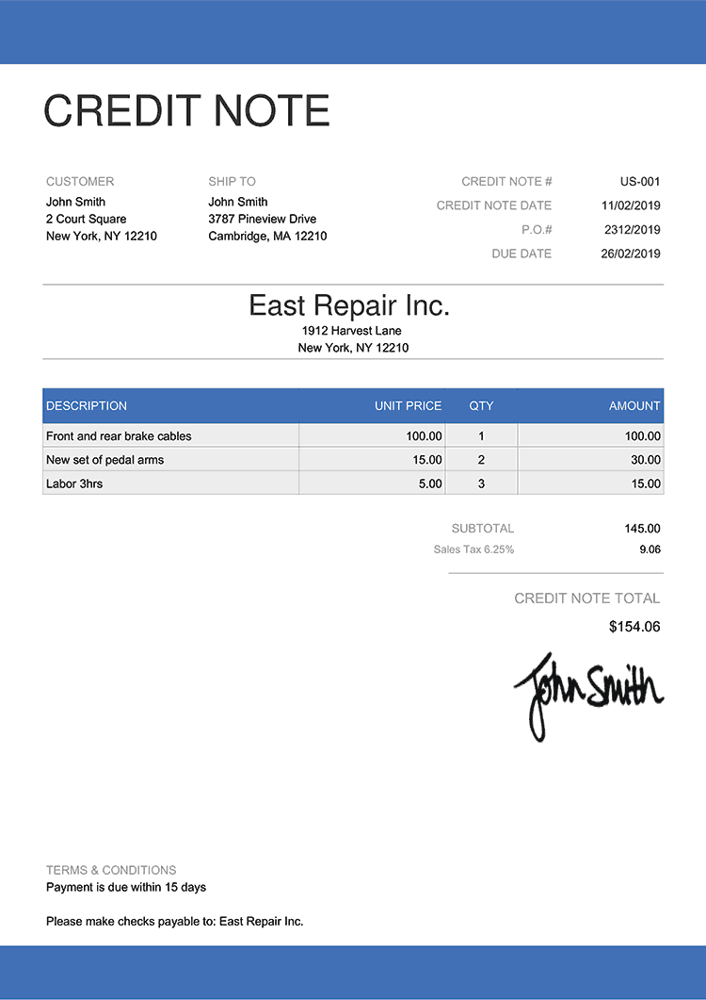 CREDIT NOTE
CUSTOMER
John Smith
2 Court Square
New York, NY 12210
SHIP TO
John Smith
3787 Pineview Drive
Cambridge, MA 12210
CREDIT NOTE # US-001
CREDIT NOTE DATE 11/02/2019
P.O.# 2312/2019
DUE DATE 26/02/2019
East Repair Inc.
1912 Harvest Lane
New York, NY 12210
DESCRIPTION UNIT PRICE QTY AMOUNT
Front and rear brake cables 100.00 1 100.00
New set of pedal arms 15.00 2 30.00
Labor 3hrs 5.00 3 15.00
SUBTOTAL 145.00
Sales Tax 6.25% 9.06
CREDIT NOTE TOTAL
$154.06
John Smith
TERMS & CONDITIONS
Payment is due within 15 days
Please make checks payable to: East Repair Inc.